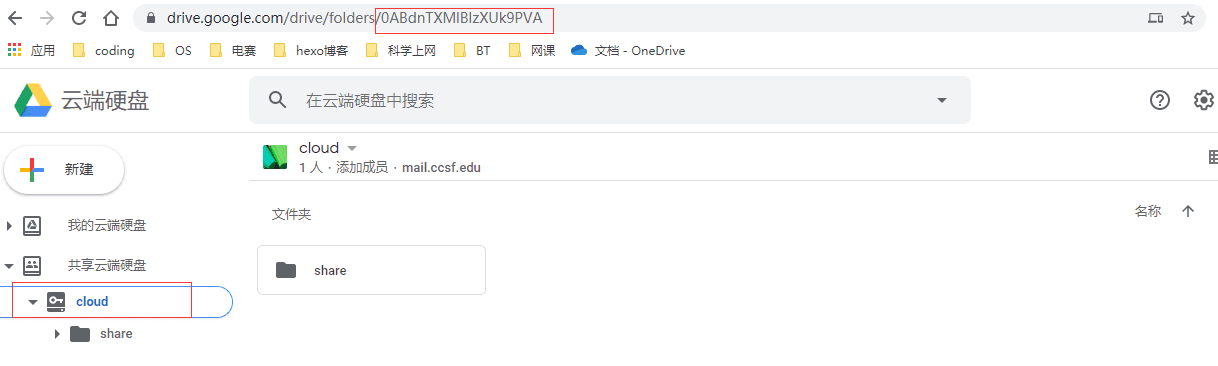 drive.google.com/drive/folders/0ABdnTXMIBIzXUk9PVA
应用 coding OS 电赛 hexo博客 科学上网 BT 网课 文档 - OneDrive
云端硬盘
在云端硬盘中搜索
新建
cloud
1 人 · 添加成员 · mail.ccsf.edu
我的云端硬盘
文件夹
名称
共享云端硬盘
share
cloud
share